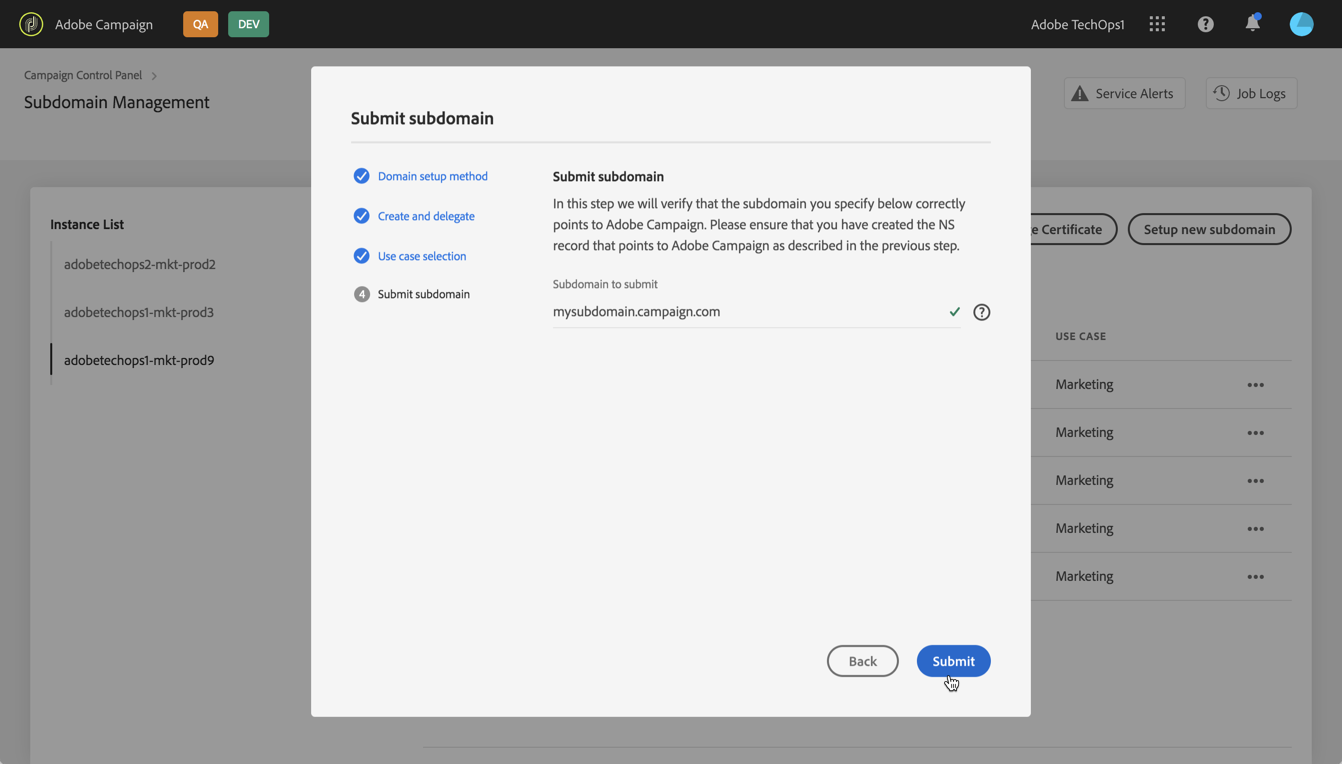 Adobe Campaign
QA
DEV
Adobe TechOps1
Campaign Control Panel
Subdomain Management
Service Alerts
Job Logs
Submit subdomain
Domain setup method
Create and delegate
Use case selection
4 Submit subdomain
Submit subdomain
In this step we will verify that the subdomain you specify below correctly
points to Adobe Campaign. Please ensure that you have created the NS
record that points to Adobe Campaign as described in the previous step.
Subdomain to submit
mysubdomain.campaign.com
Back
Submit
Instance List
adobetechops2-mkt-prod2
adobetechops1-mkt-prod3
adobetechops1-mkt-prod9
e Certificate
Setup new subdomain
USE CASE
Marketing
Marketing
Marketing
Marketing
Marketing